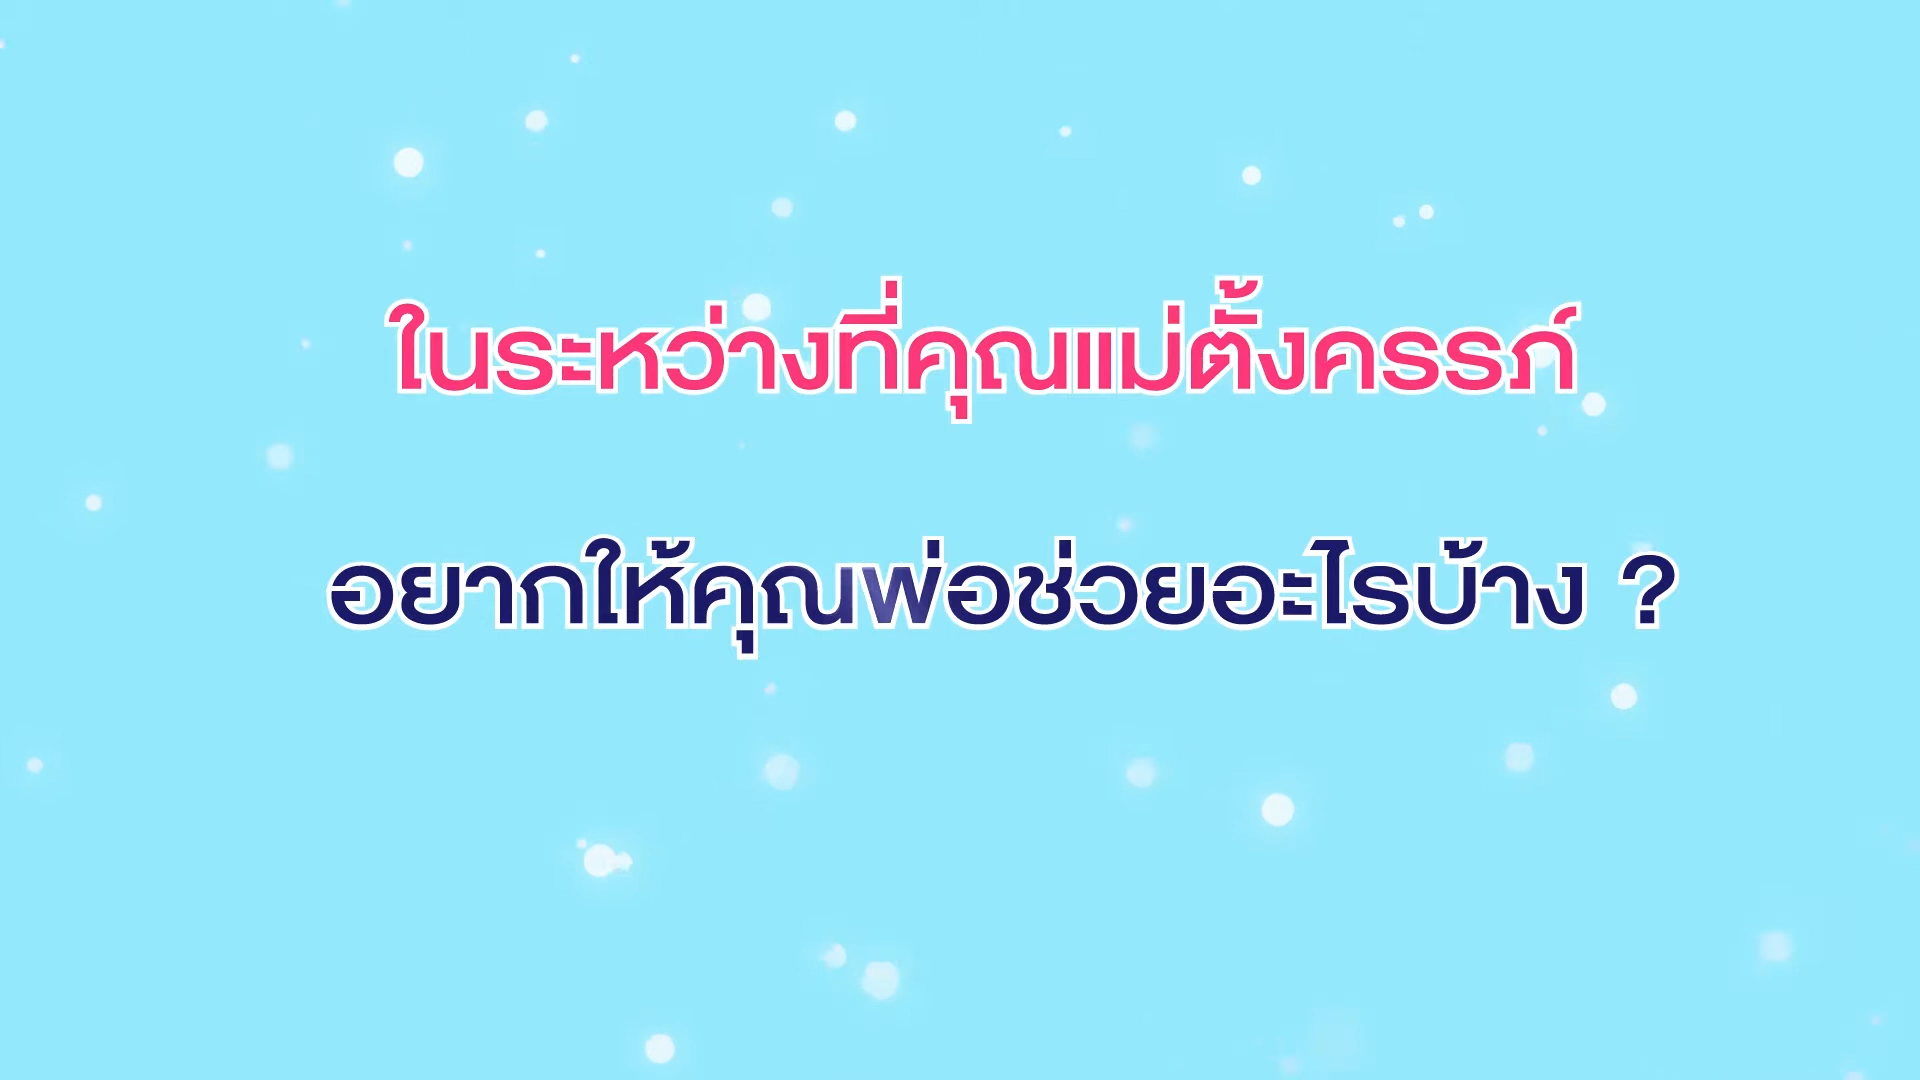 ในระหว่างที่คุณแม่ตั้งครรภ์
อยากให้คุณพ่อช่วยอะไรบ้าง ?